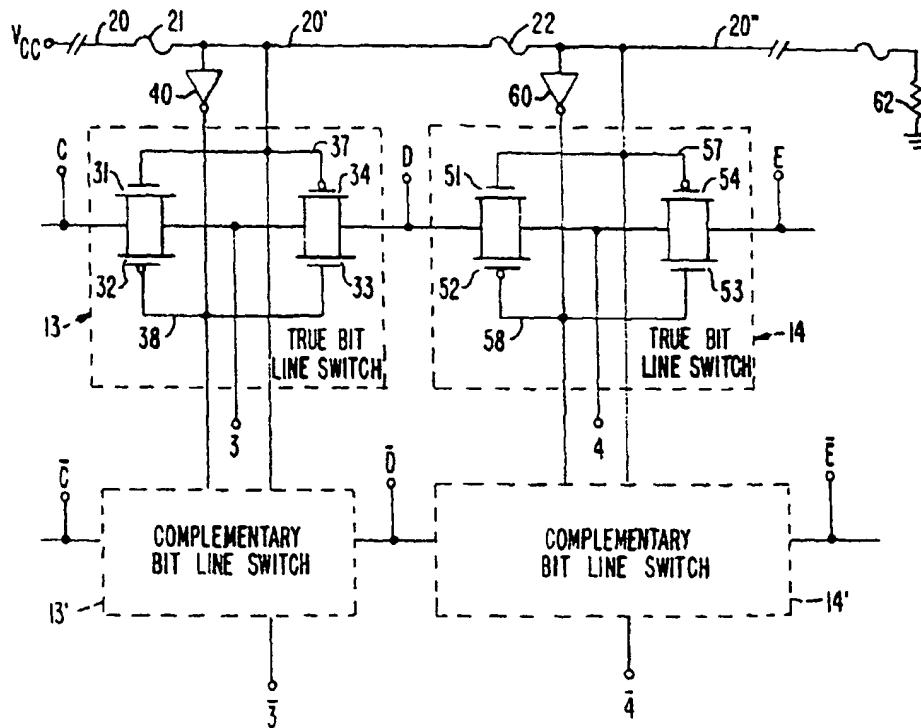 VCC 20 21 20' 22 20"
40 60 62
C 31 37 34 D 51 57 54 E
32 33 52 53
13 38 TRUE BIT LINE SWITCH 58 TRUE BIT LINE SWITCH 14
3 4
C̅ D̅ E̅
COMPLEMENTARY BIT LINE SWITCH
COMPLEMENTARY BIT LINE SWITCH
13' 14'
3̅ 4̅